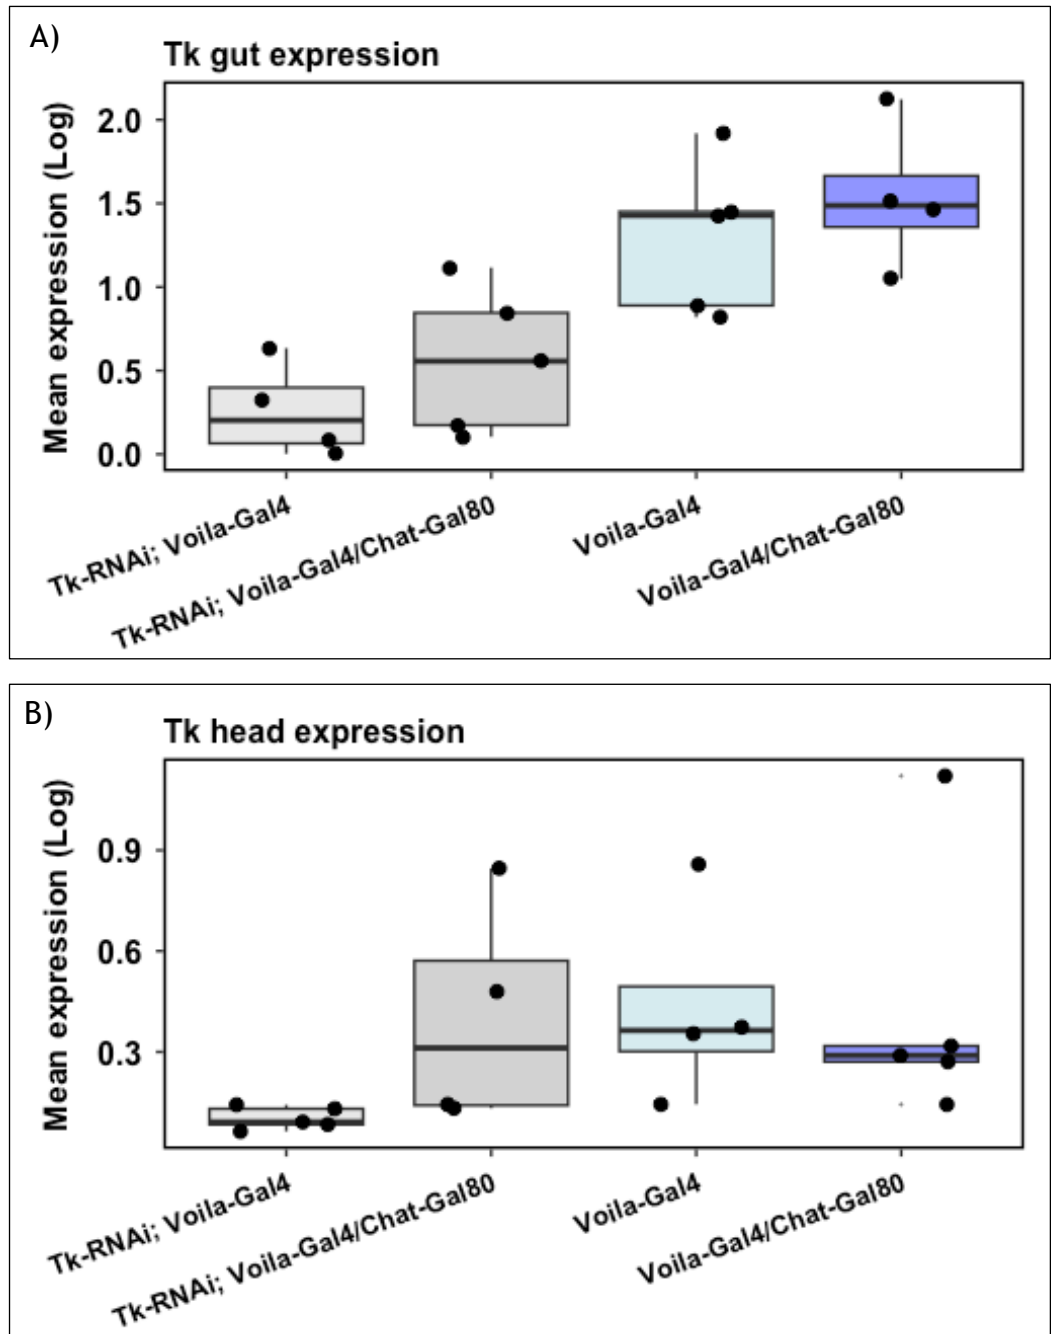 A)
Tk gut expression
Mean expression (Log)
2.0
1.5
1.0
0.5
0.0
Tk-RNAi; Voila-Gal4
Tk-RNAi; Voila-Gal4/Chat-Gal80
Voila-Gal4
Voila-Gal4/Chat-Gal80
B)
Tk head expression
Mean expression (Log)
0.9
0.6
0.3
Tk-RNAi; Voila-Gal4
Tk-RNAi; Voila-Gal4/Chat-Gal80
Voila-Gal4
Voila-Gal4/Chat-Gal80